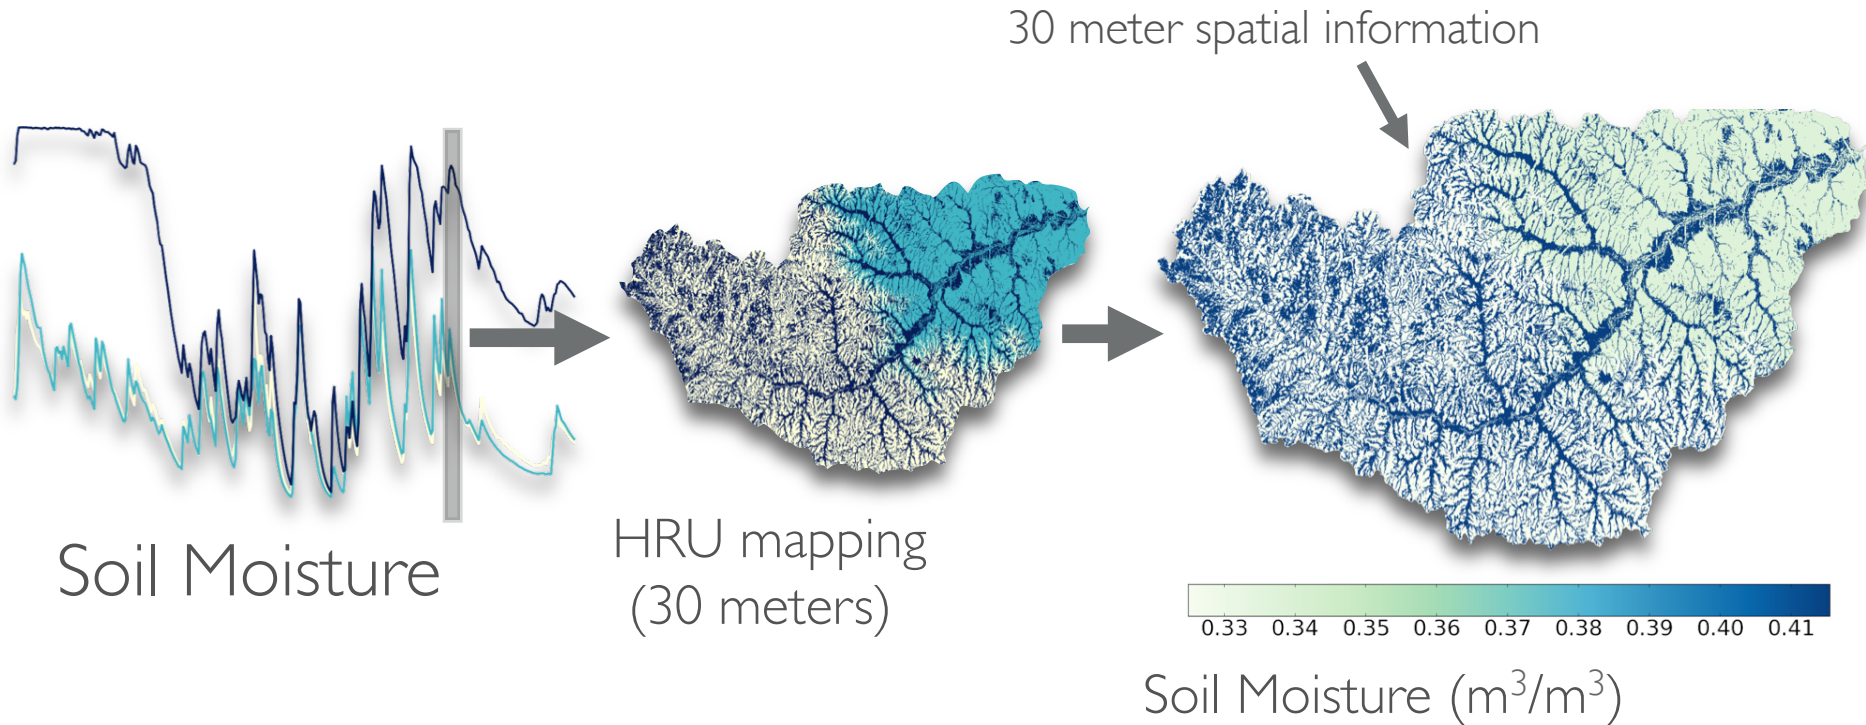 30 meter spatial information
Soil Moisture
HRU mapping
(30 meters)
0.33 0.34 0.35 0.36 0.37 0.38 0.39 0.40 0.41
Soil Moisture (m³/m³)